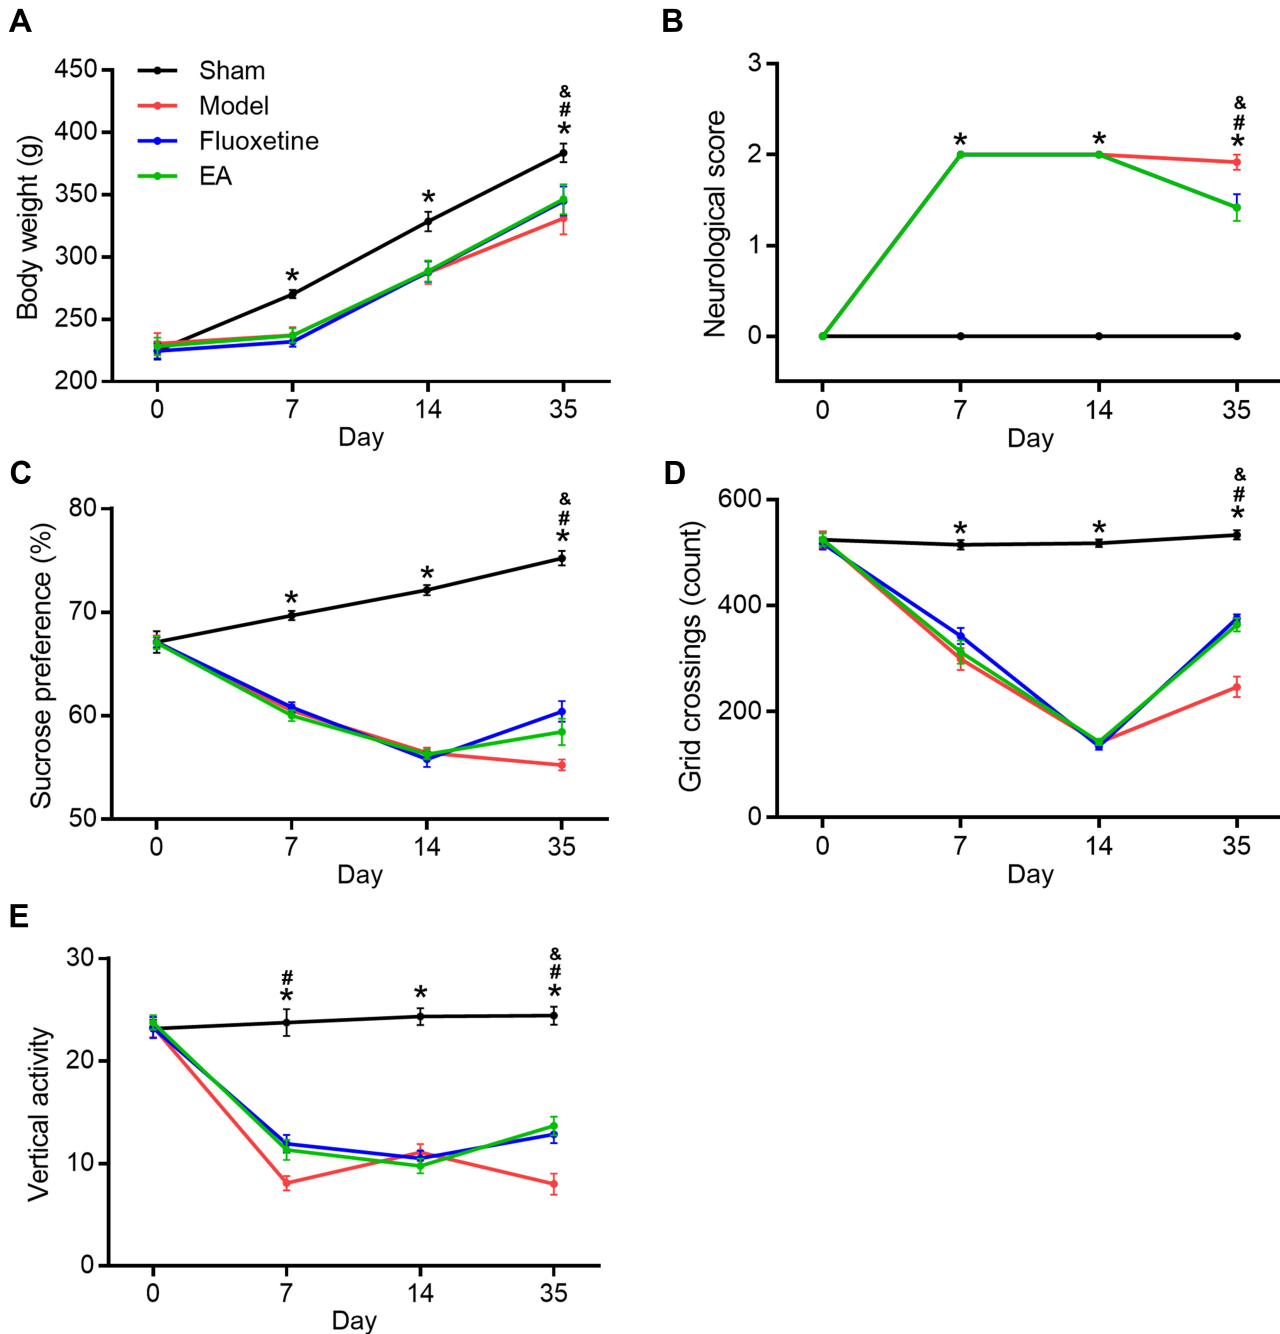 A
450
400
350
300
250
200
Body weight (g)
Sham
Model
Fluoxetine
EA
*
*
&
#
*
0 7 14 35
Day
B
3
2
1
0
Neurological score
*
*
&
#
*
0 7 14 35
Day
C
80
70
60
50
Sucrose preference (%)
*
*
&
#
*
0 7 14 35
Day
D
600
400
200
0
Grid crossings (count)
*
*
&
#
*
0 7 14 35
Day
E
30
20
10
0
Vertical activity
#
*
*
&
#
*
0 7 14 35
Day